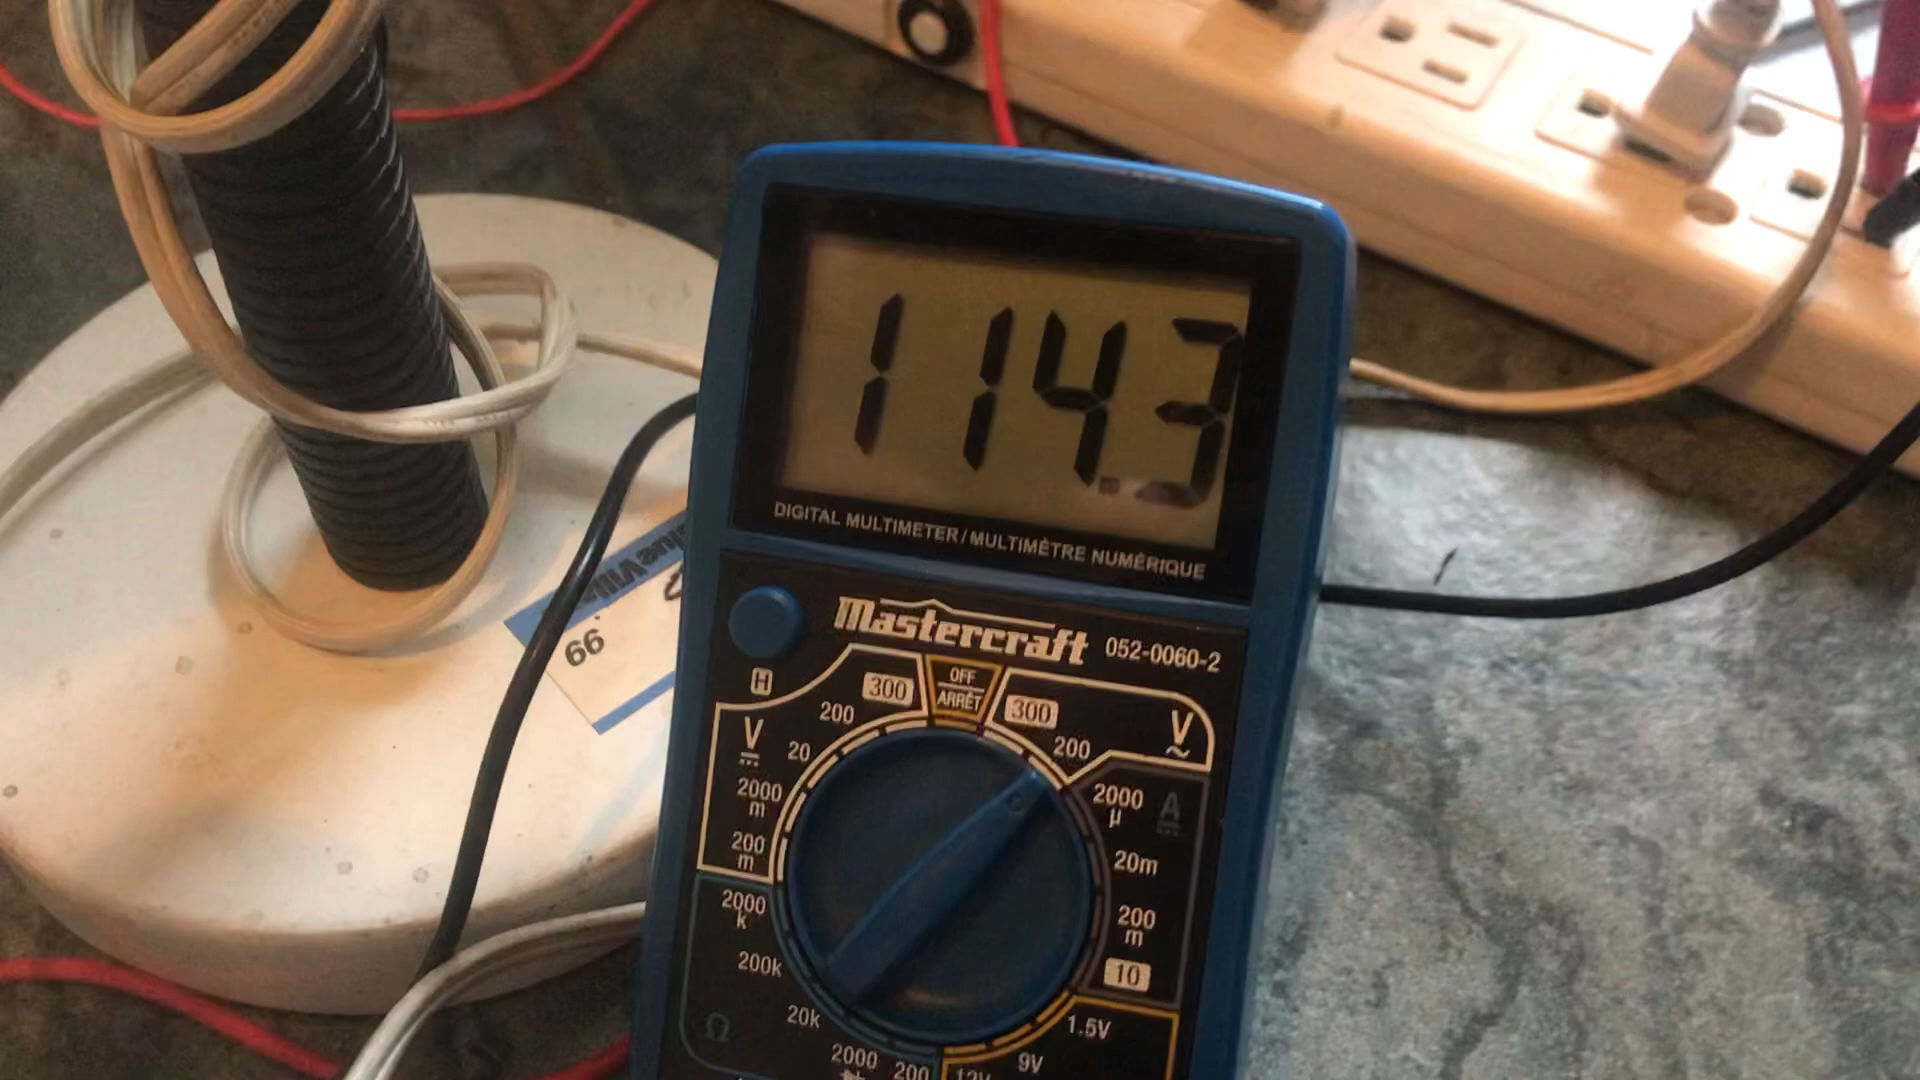 114.3
DIGITAL MULTIMETER / MULTIMÈTRE NUMÉRIQUE
Mastercraft 052-0060-2
H
OFF
ARRÊT
300
300
200
200
V
V
20
2000
m
200
m
2000
µ
A
20m
200
m
10
2000
k
200k
20k
Ω
2000
200
1.5V
9V
12V
66